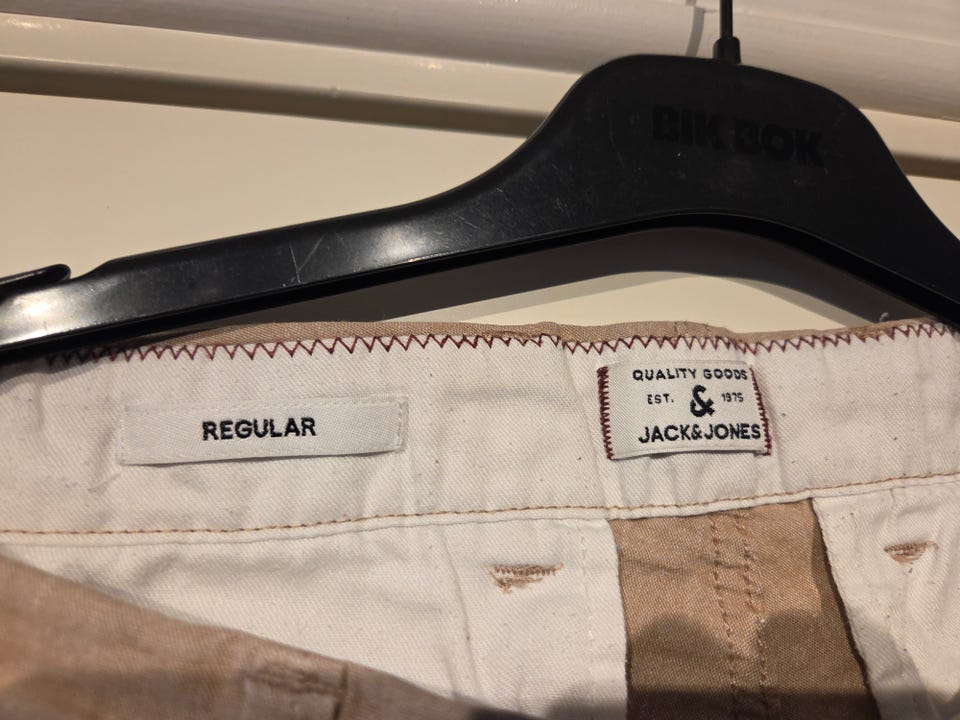 BIK BOK
REGULAR
QUALITY GOODS
EST. & 1975
JACK&JONES